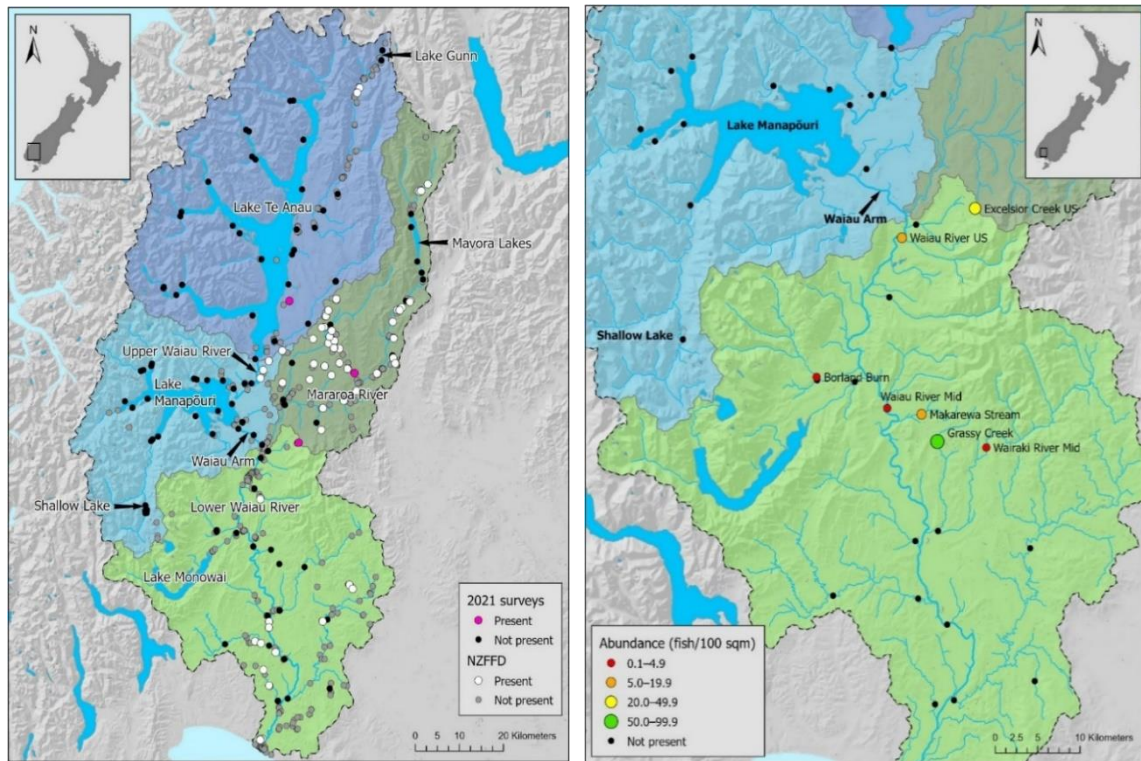 N
Lake Gunn
Lake Te Anau
Mavora Lakes
Upper Waiau River
Lake
Manapōuri
Mararoa River
Waiau Arm
Shallow Lake
Lower Waiau River
Lake Monowai
2021 surveys
Present
Not present
NZFFD
Present
Not present
0 5 10 20 Kilometers
N
Lake Manapōuri
Waiau Arm
Excelsior Creek US
Waiau River US
Shallow Lake
Borland Burn
Waiau River Mid
Makarewa Stream
Grassy Creek
Wairaki River Mid
Abundance (fish/100 sqm)
0.1–4.9
5.0–19.9
20.0–49.9
50.0–99.9
Not present
0 2.5 5 10 Kilometers